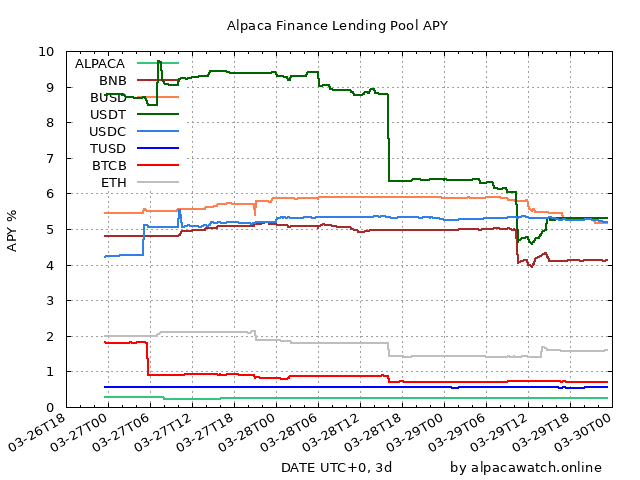 Alpaca Finance Lending Pool APY
10
9
8
7
6
5
4
3
2
1
0
APY %
ALPACA
BNB
BUSD
USDT
USDC
TUSD
BTCB
ETH
03-26T18
03-27T00
03-27T06
03-27T12
03-27T18
03-28T00
03-28T06
03-28T12
03-28T18
03-29T00
03-29T06
03-29T12
03-29T18
03-30T00
DATE UTC+0, 3d
by alpacawatch.online